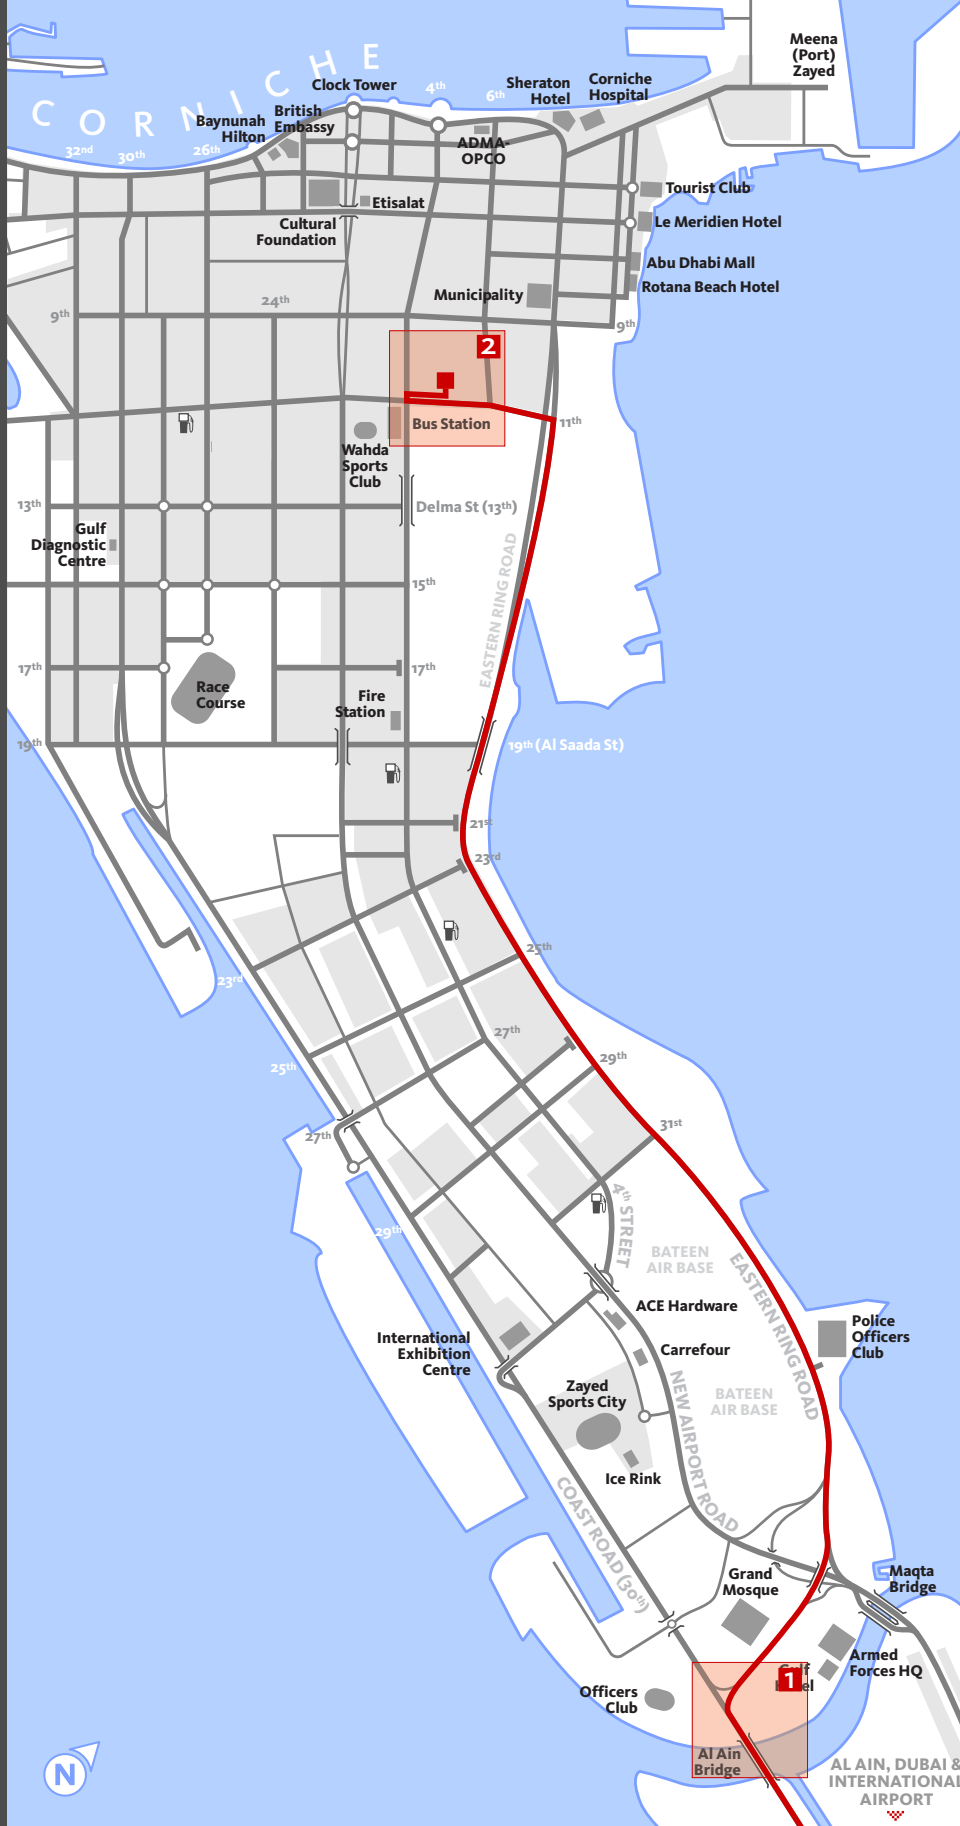 Meena
(Port)
Zayed
CORNICHE
Clock Tower
4th
6th
Sheraton
Hotel
Corniche
Hospital
British
Embassy
Baynunah
Hilton
32nd
30th
26th
ADMA-
OPCO
Tourist Club
Etisalat
Cultural
Foundation
Le Meridien Hotel
Abu Dhabi Mall
Rotana Beach Hotel
Municipality
24th
9th
9th
2
Bus Station
11th
Wahda
Sports
Club
13th
Delma St (13th)
Gulf
Diagnostic
Centre
EASTERN RING ROAD
15th
17th
17th
Race
Course
Fire
Station
19th
19th (Al Saada St)
21st
23rd
25th
23rd
27th
29th
25th
31st
27th
4th STREET
29th
BATEEN
AIR BASE
EASTERN RING ROAD
ACE Hardware
Police
Officers
Club
International
Exhibition
Centre
Carrefour
Zayed
Sports City
NEW AIRPORT ROAD
BATEEN
AIR BASE
Ice Rink
COAST ROAD (30th)
Grand
Mosque
Maqta
Bridge
Armed
Forces HQ
1
Officers
Club
Al Ain
Bridge
N
AL AIN, DUBAI &
INTERNATIONAL
AIRPORT